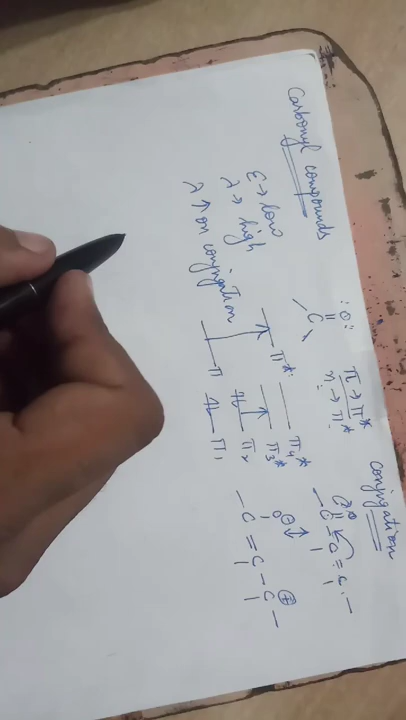 Carbonyl compounds
:O:
||
C
π → π*
n → π*
conjugation
ε → low
λ → high
λ ↑ on conjugation
π*
π
π4*
π3*
π2
π1
- C - C = C -
- C = C - C -
⊖
⊕